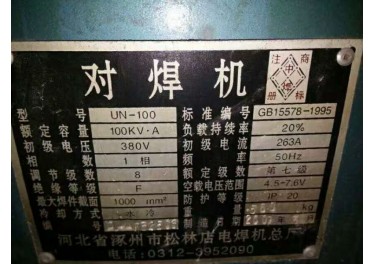 注册商标
对焊机
型号 UN-100 标准编号 GB15578-1995
额定容量 100KV·A 负载持续率 20%
初级电压 380V 初级电流 263A
相数 1相 频率 50Hz
调节级数 8 额定级数 第七级
绝缘等级 F 空载电压范围 4.5-7.6V
最大焊件截面 1000 mm² 防护等级 IP-20
冷却方式 水冷 kg
河北省涿州市松林店电焊机总厂
电话:0312-3952090